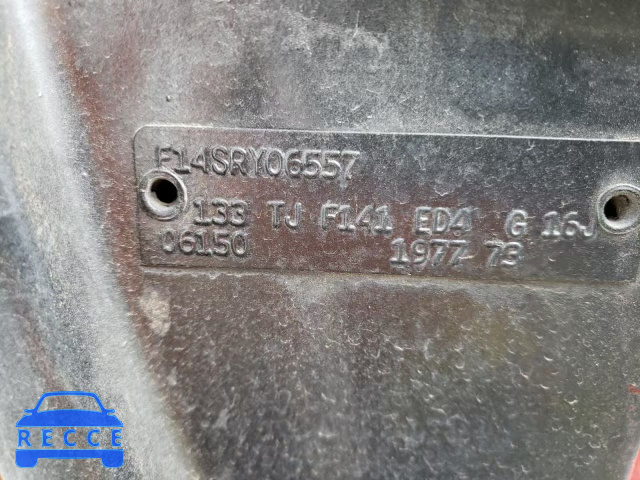 F14SRY06557
133 TJ F141 ED4 G 16J
06150 1977 73
RECCE